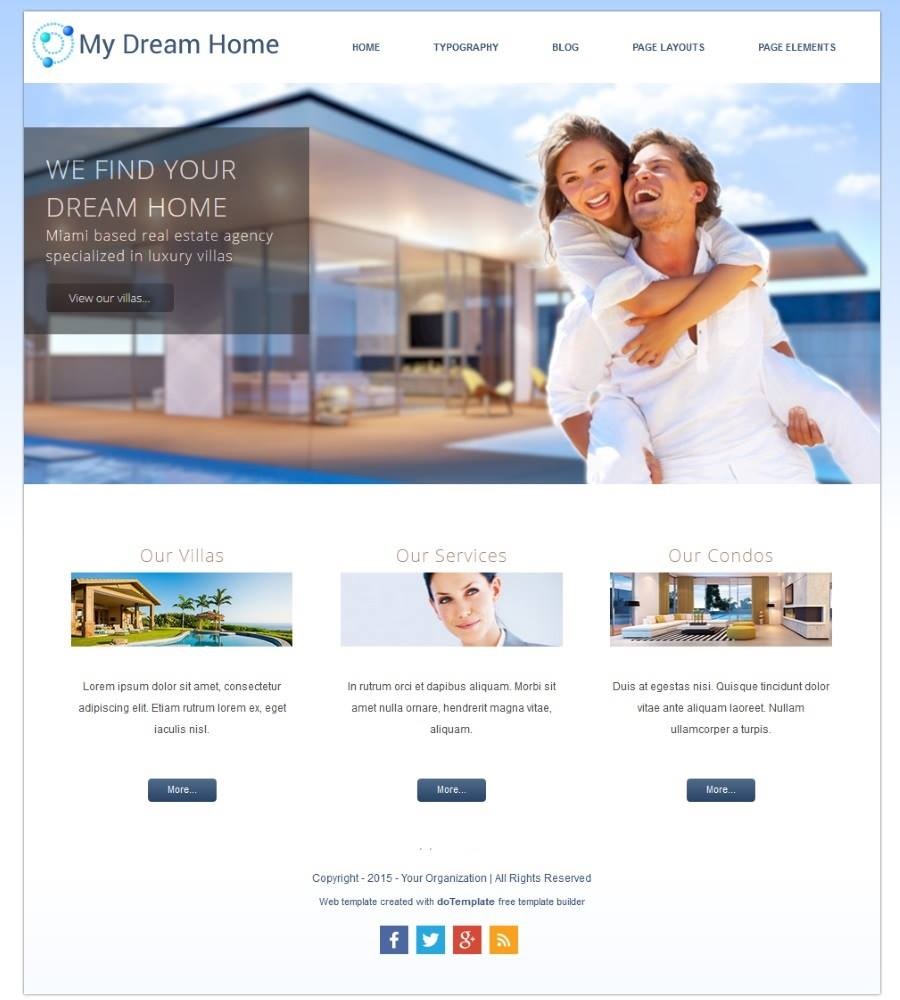 My Dream Home
HOME TYPOGRAPHY BLOG PAGE LAYOUTS PAGE ELEMENTS
WE FIND YOUR
DREAM HOME
Miami based real estate agency
specialized in luxury villas
View our villas...
Our Villas
Lorem ipsum dolor sit amet, consectetur
adipiscing elit. Etiam rutrum lorem ex, eget
iaculis nisl.
More...
Our Services
In rutrum orci et dapibus aliquam. Morbi sit
amet nulla ornare, hendrerit magna vitae,
aliquam.
More...
Our Condos
Duis at egestas nisi. Quisque tincidunt dolor
vitae ante aliquam laoreet. Nullam
ullamcorper a turpis.
More...
Copyright - 2015 - Your Organization | All Rights Reserved
Web template created with doTemplate free template builder